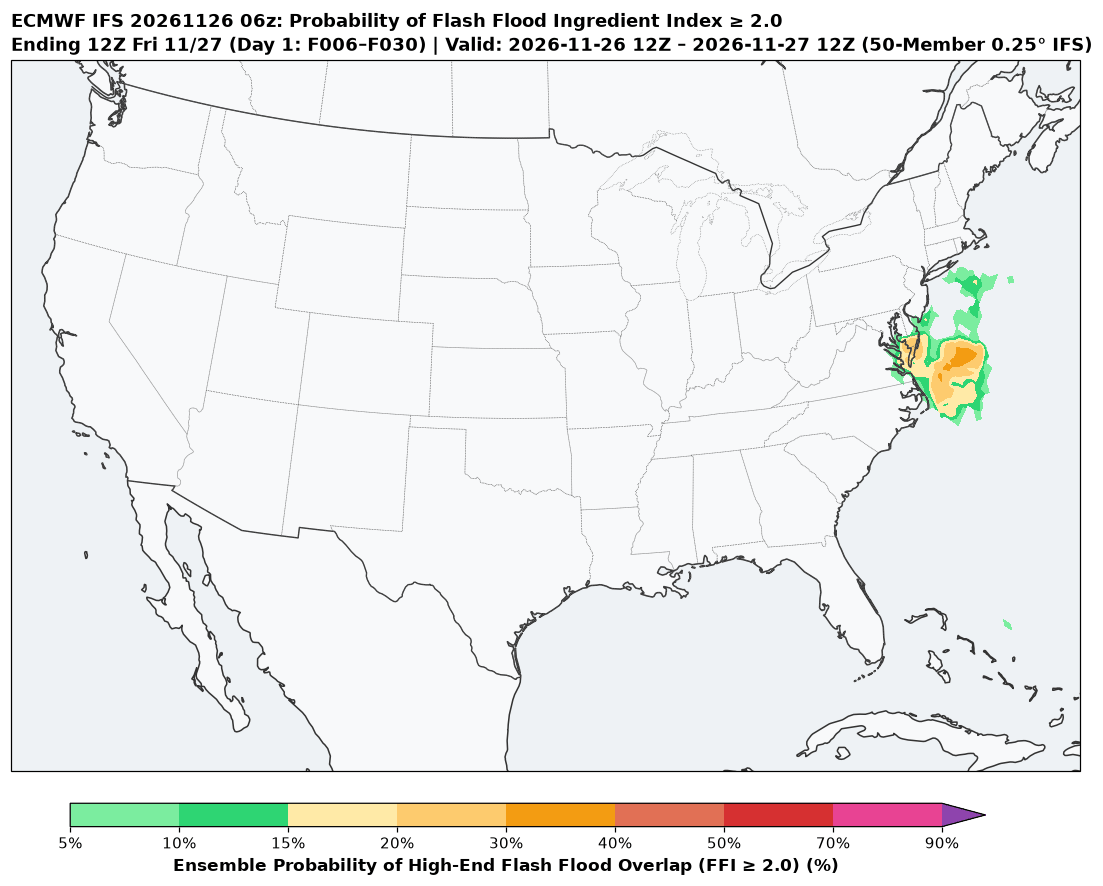 ECMWF IFS 20261126 06z: Probability of Flash Flood Ingredient Index ≥ 2.0
Ending 12Z Fri 11/27 (Day 1: F006–F030) | Valid: 2026-11-26 12Z – 2026-11-27 12Z (50-Member 0.25° IFS)
5% 10% 15% 20% 30% 40% 50% 70% 90%
Ensemble Probability of High-End Flash Flood Overlap (FFI ≥ 2.0) (%)